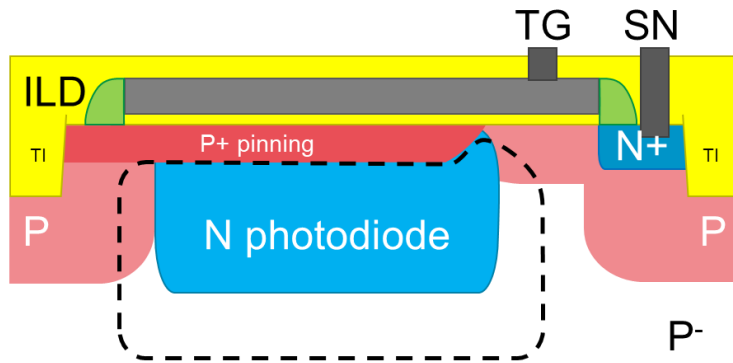 TG SN
ILD
TI
P+ pinning
N+
TI
P
N photodiode
P
P-